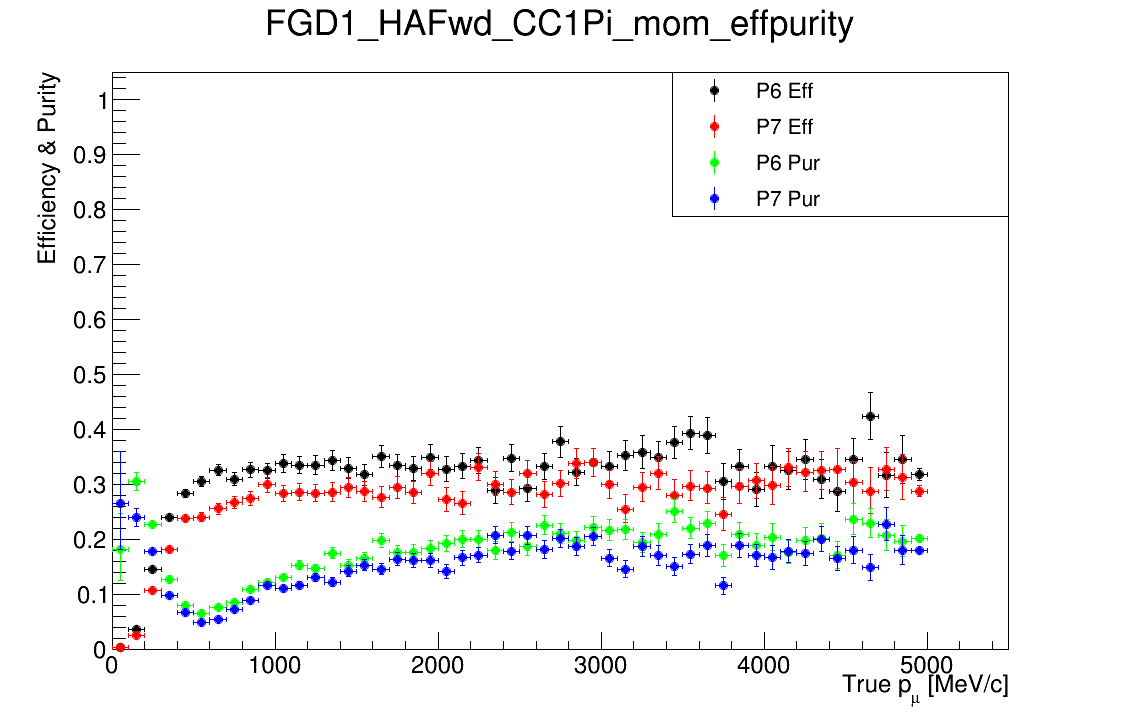 FGD1_HAFwd_CC1Pi_mom_effpurity
Efficiency & Purity
P6 Eff
P7 Eff
P6 Pur
P7 Pur
1
0.9
0.8
0.7
0.6
0.5
0.4
0.3
0.2
0.1
0
0 1000 2000 3000 4000 5000
True pμ [MeV/c]